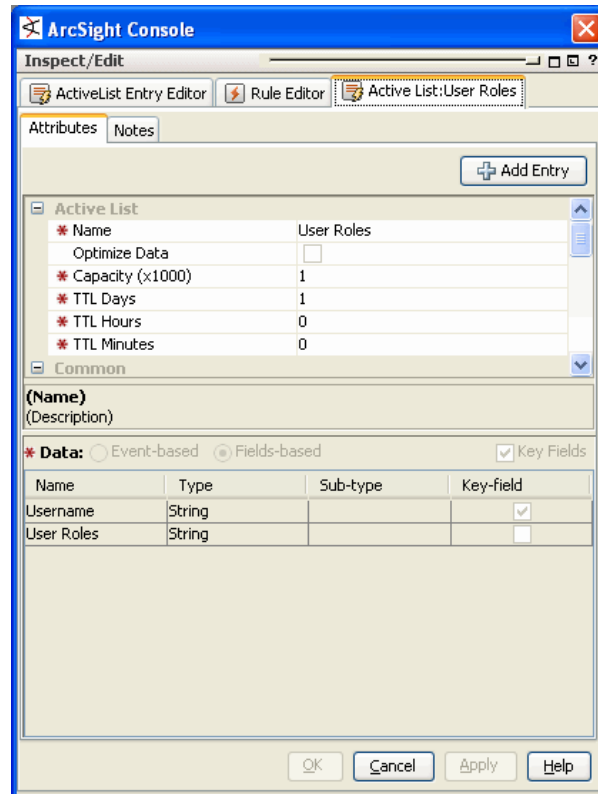 ArcSight Console
Inspect/Edit
?
ActiveList Entry Editor Rule Editor Active List:User Roles
Attributes Notes
Add Entry
Active List
* Name User Roles
Optimize Data
* Capacity (x1000) 1
* TTL Days 1
* TTL Hours 0
* TTL Minutes 0
Common
(Name)
(Description)
* Data: Event-based Fields-based Key Fields
Name Type Sub-type Key-field
Username String
User Roles String
OK Cancel Apply Help